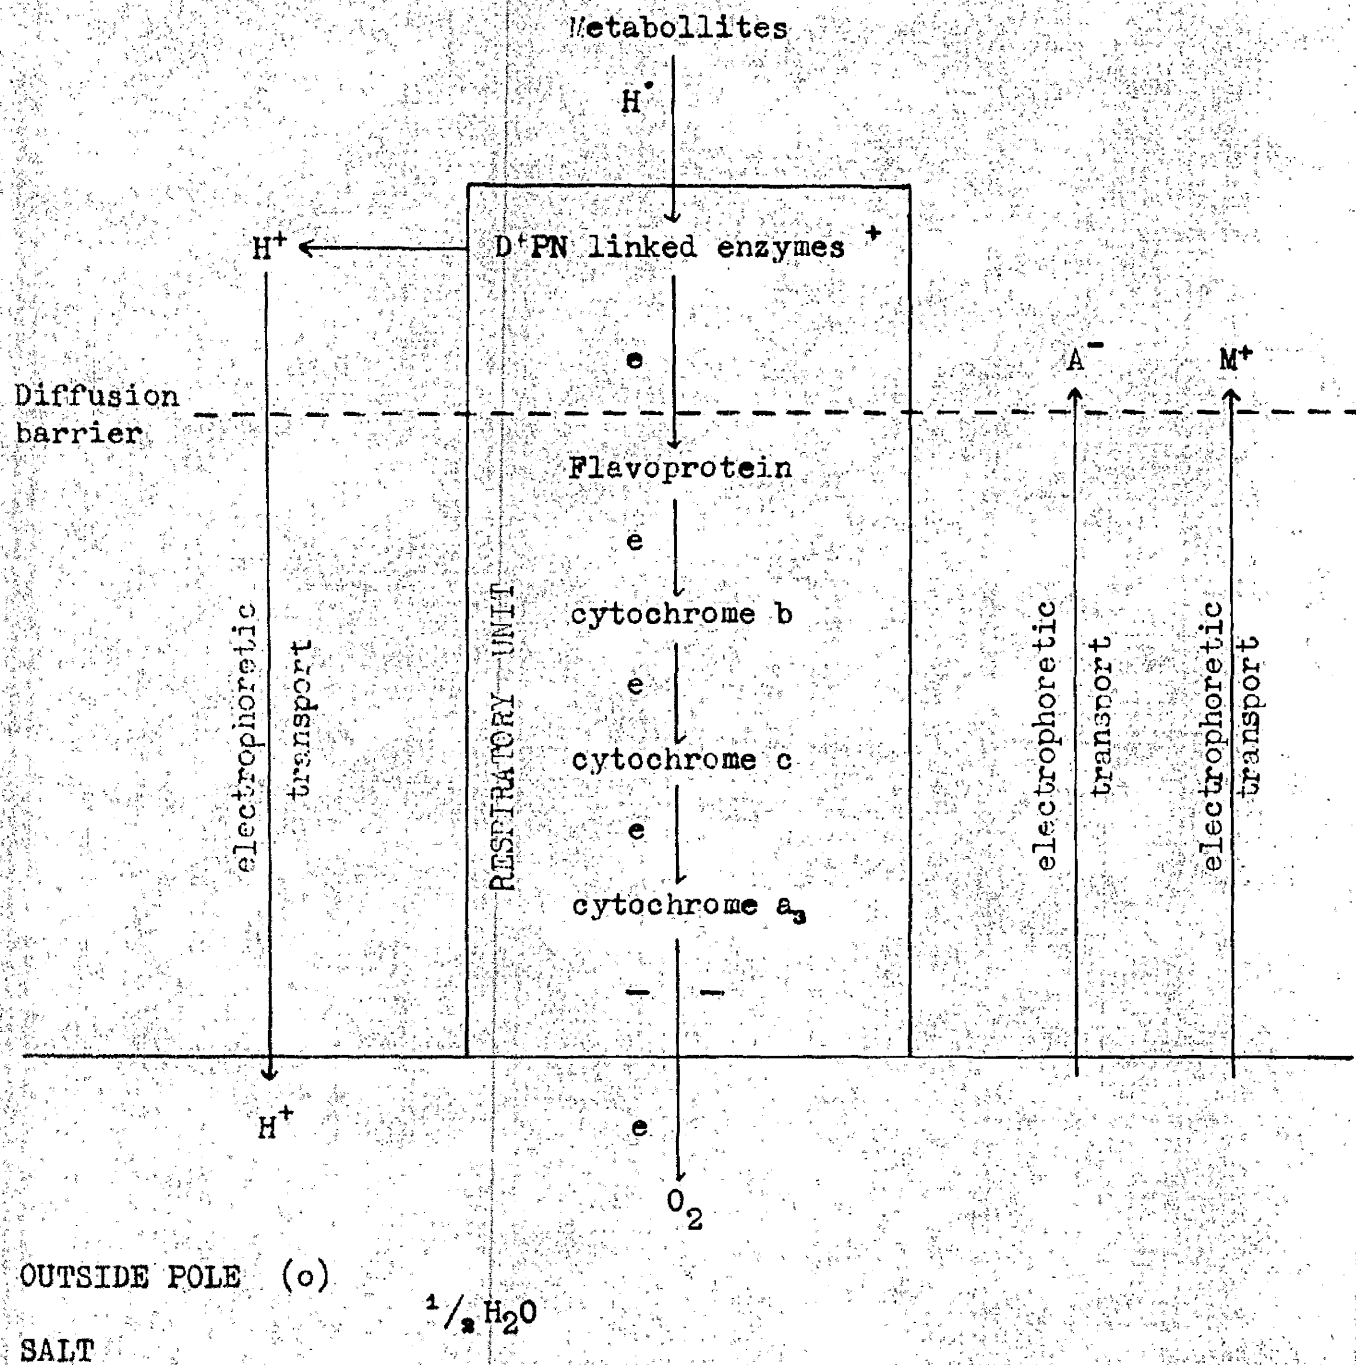 Metabollites
H•
H⁺
D⁺PN linked enzymes ⁺
e
A⁻
M⁺
Diffusion
barrier
Flavoprotein
e
cytochrome b
e
cytochrome c
e
cytochrome a₃
electrophoretic
transport
RESPIRATORY UNIT
electrophoretic
transport
electrophoretic
transport
— —
H⁺
e
O₂
OUTSIDE POLE (o)
¹/₂ H₂O
SALT